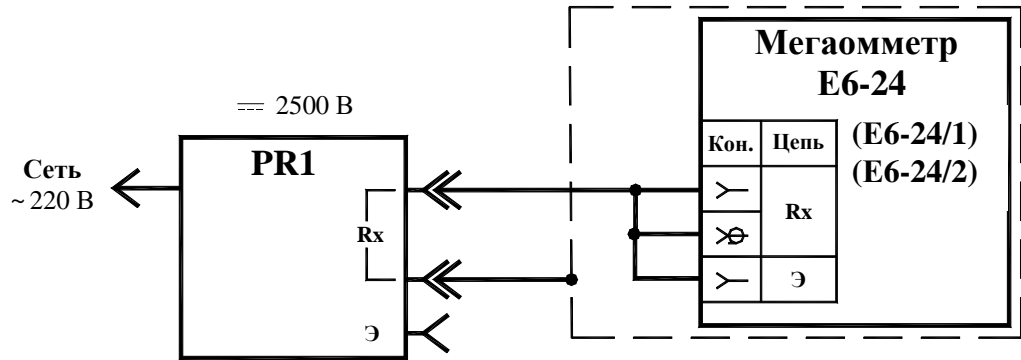 Мегаомметр
Е6-24
(Е6-24/1)
(Е6-24/2)
Кон. Цепь
Rx
Э
⎓ 2500 В
PR1
Сеть
~ 220 В
Rx
Э